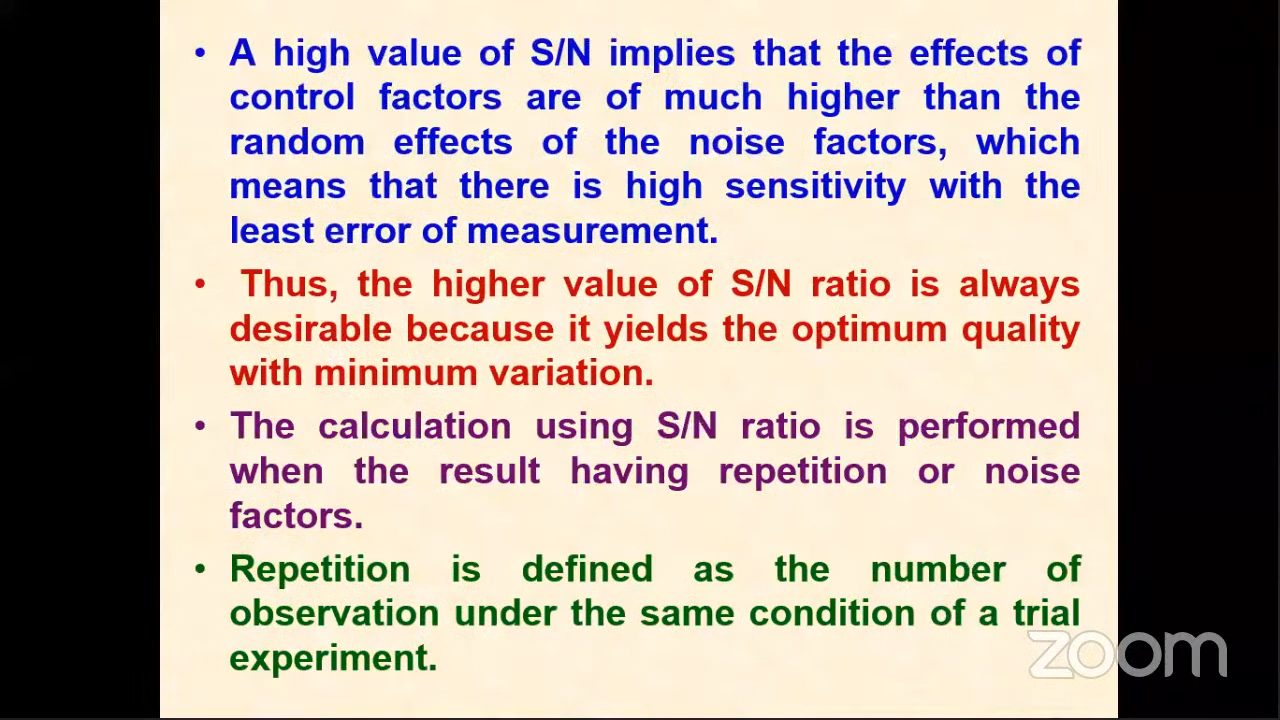 • A high value of S/N implies that the effects of
control factors are of much higher than the
random effects of the noise factors, which
means that there is high sensitivity with the
least error of measurement.
• Thus, the higher value of S/N ratio is always
desirable because it yields the optimum quality
with minimum variation.
• The calculation using S/N ratio is performed
when the result having repetition or noise
factors.
• Repetition is defined as the number of
observation under the same condition of a trial
experiment.
zoom